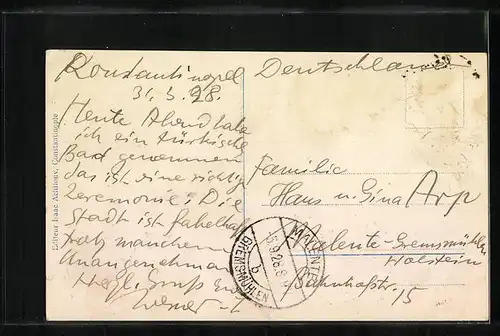 Konstantinopel
31.3.28.
Heute Abend habe
ich ein türkische
Bad genommen
das ist eine richtige
Zeremonie. Die
Stadt ist fabelhaft
trotz manchem
Unangenehmen
Herzl. Gruß
Werner
Editeur Isaac Acidoney, Constantinople
Deutschland
Familie
Hans u. Gina Arp
Malente-Gremsmühlen
Holstein
Bahnhofstr. 15
MALENTE
GREMSMÜHLEN
b